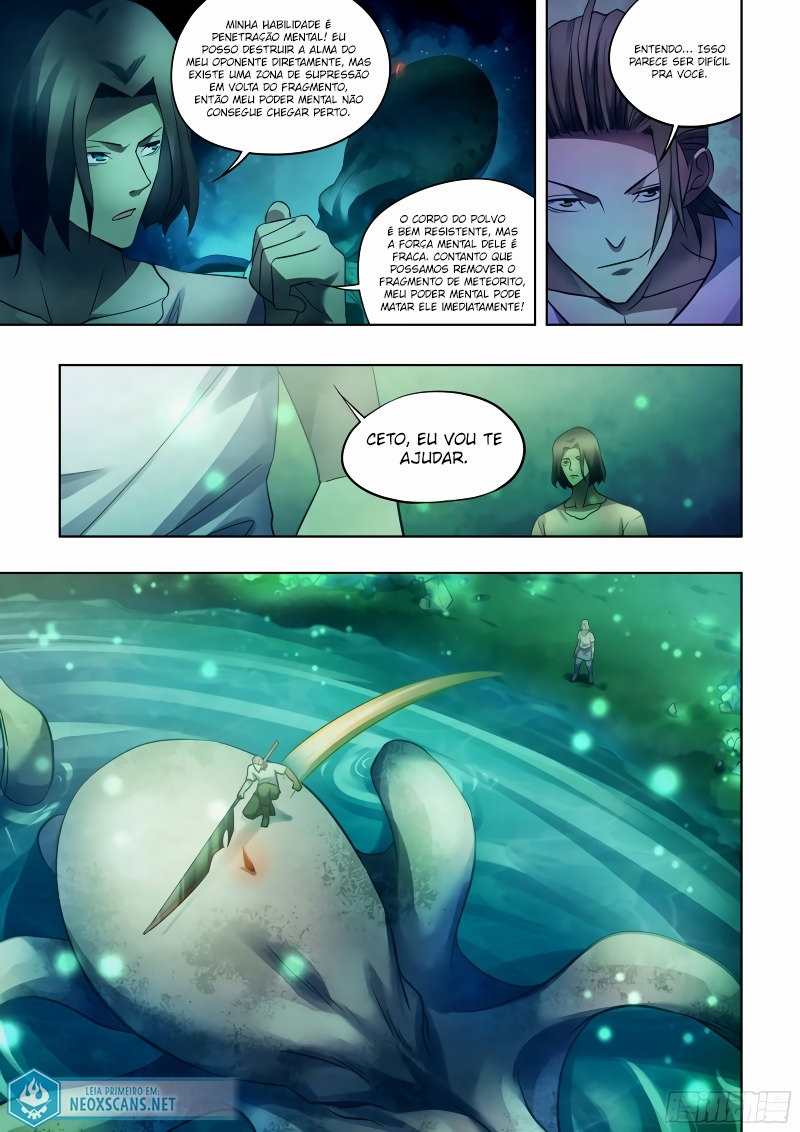 MINHA HABILIDADE É
PENETRAÇÃO MENTAL! EU
POSSO DESTRUIR A ALMA DO
MEU OPONENTE DIRETAMENTE, MAS
EXISTE UMA ZONA DE SUPRESSÃO
EM VOLTA DO FRAGMENTO,
ENTÃO MEU PODER MENTAL NÃO
CONSEGUE CHEGAR PERTO.
O CORPO DO POLVO
É BEM RESISTENTE, MAS
A FORÇA MENTAL DELE É
FRACA. CONTANTO QUE
POSSAMOS REMOVER O
FRAGMENTO DE METEORITO,
MEU PODER MENTAL PODE
MATAR ELE IMEDIATAMENTE!
ENTENDO... ISSO
PARECE SER DIFÍCIL
PRA VOCÊ.
CETO, EU VOU TE
AJUDAR.
LEIA PRIMEIRO EM:
NEOXSCANS.NET